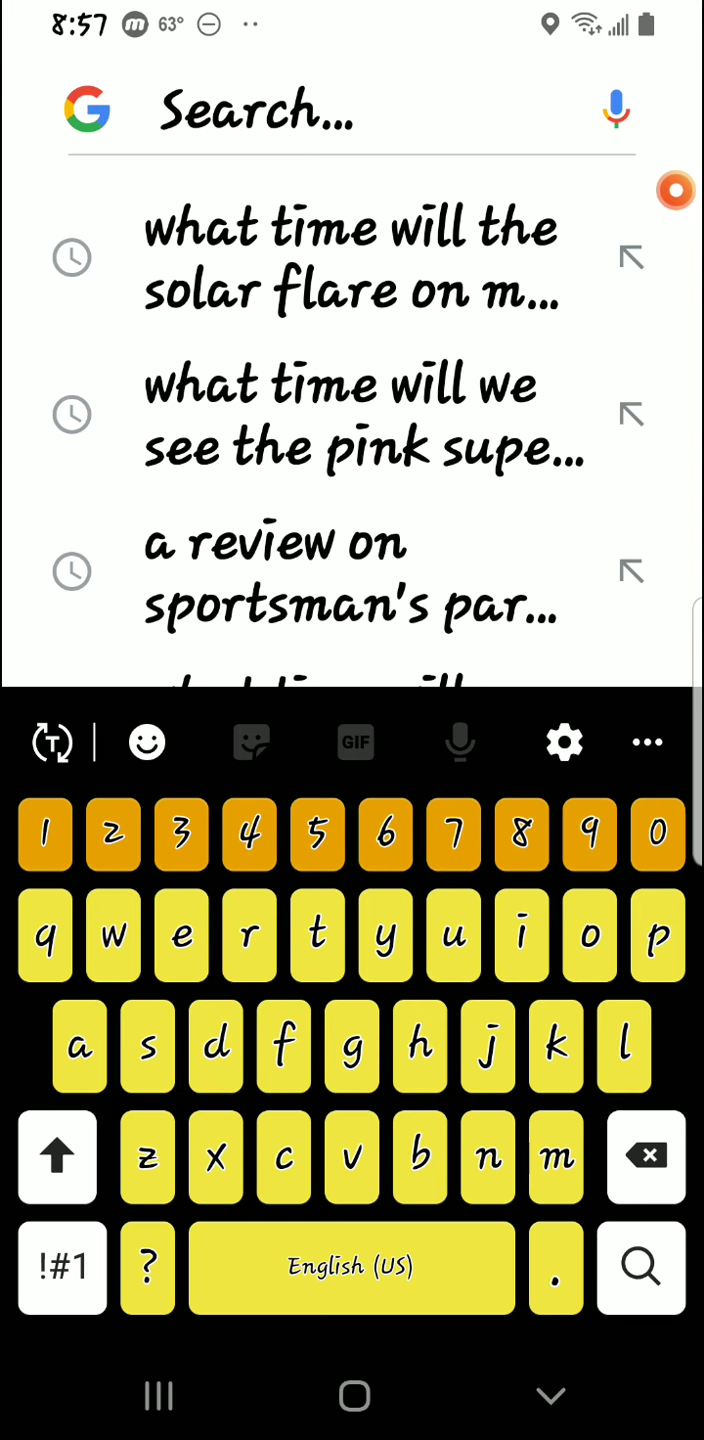 8:57 m 63°
G Search...
what time will the
solar flare on m...
what time will we
see the pink supe...
a review on
sportsman's par...
T GIF
1 2 3 4 5 6 7 8 9 0
q w e r t y u i o p
a s d f g h j k l
z x c v b n m
!#1 ? English (US) .